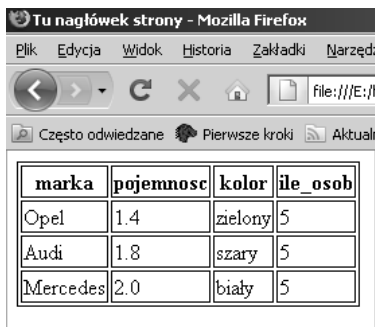 Tu nagłówek strony - Mozilla Firefox
Plik Edycja Widok Historia Zakładki
file:///E:/
Często odwiedzane Pierwsze kroki
marka pojemnosc kolor ile_osob
Opel 1.4 zielony 5
Audi 1.8 szary 5
Mercedes 2.0 biały 5